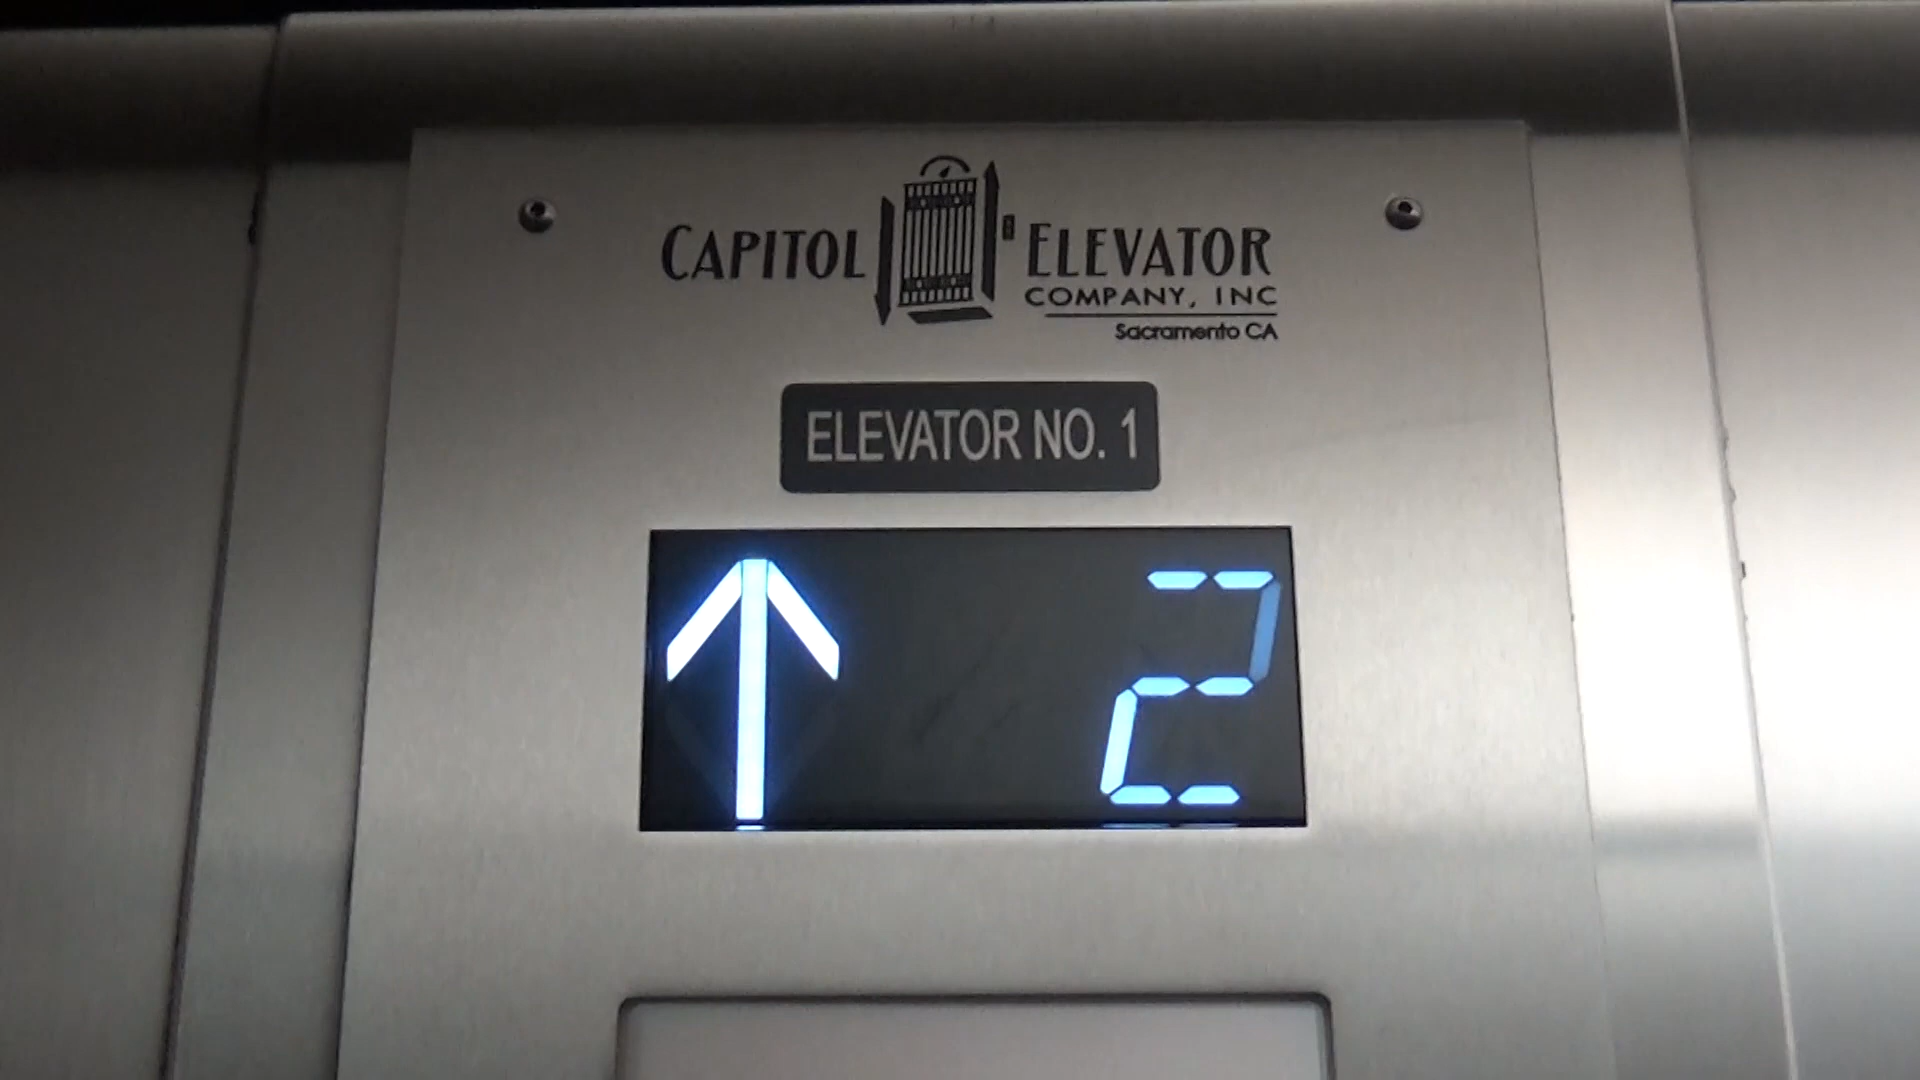 CAPITOL ELEVATOR
COMPANY, INC
Sacramento CA
ELEVATOR NO. 1
↑ 2